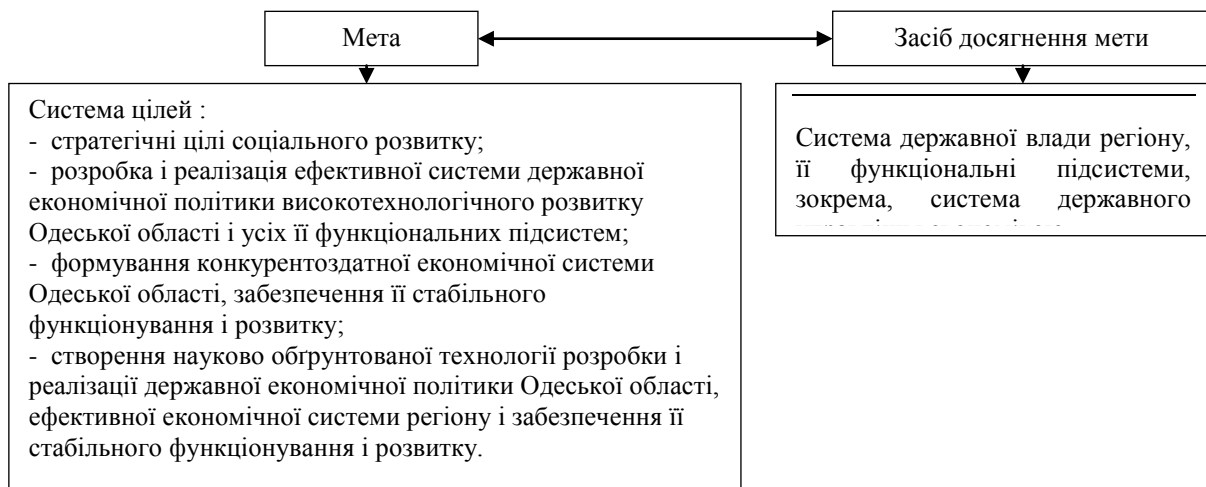 Мета
Засіб досягнення мети
Система цілей :
- стратегічні цілі соціального розвитку;
- розробка і реалізація ефективної системи державної
економічної політики високотехнологічного розвитку
Одеської області і усіх її функціональних підсистем;
- формування конкурентоздатної економічної системи
Одеської області, забезпечення її стабільного
функціонування і розвитку;
- створення науково обґрунтованої технології розробки і
реалізації державної економічної політики Одеської області,
ефективної економічної системи регіону і забезпечення її
стабільного функціонування і розвитку.
Система державної влади регіону,
її функціональні підсистеми,
зокрема, система державного